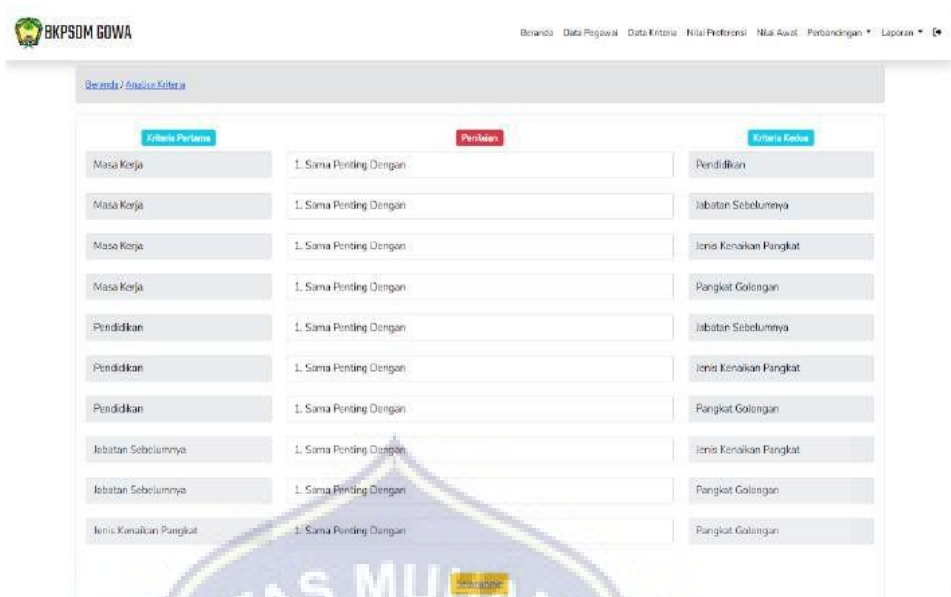 BKPSDM GOWA
Beranda Data Pegawai Data Kriteria Nilai Preferensi Nilai Awal Perbandingan Laporan
Beranda / Analisa Kriteria
Kriteria Pertama Penilaian Kriteria Kedua
Masa Kerja 1. Sama Penting Dengan Pendidikan
Masa Kerja 1. Sama Penting Dengan Jabatan Sebelumnya
Masa Kerja 1. Sama Penting Dengan Jenis Kenaikan Pangkat
Masa Kerja 1. Sama Penting Dengan Pangkat Golongan
Pendidikan 1. Sama Penting Dengan Jabatan Sebelumnya
Pendidikan 1. Sama Penting Dengan Jenis Kenaikan Pangkat
Pendidikan 1. Sama Penting Dengan Pangkat Golongan
Jabatan Sebelumnya 1. Sama Penting Dengan Jenis Kenaikan Pangkat
Jabatan Sebelumnya 1. Sama Penting Dengan Pangkat Golongan
Jenis Kenaikan Pangkat 1. Sama Penting Dengan Pangkat Golongan